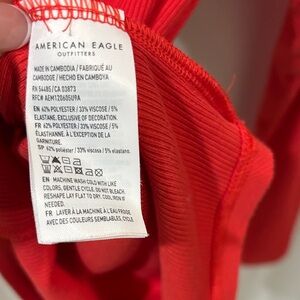 AMERICAN EAGLE
OUTFITTERS
MADE IN CAMBODIA / FABRIQUÉ AU
CAMBODGE / HECHO EN CAMBOYA
RN 54485 / CA 03873
EN: 62% POLYESTER / 33% VISCOSE / 5%
ELASTANE. EXCLUSIVE OF DECORATION.
FR: 62% POLYESTER / 33% VISCOSE / 5%
ÉLASTHANNE. À L'EXCEPTION DE LA
GARNITURE.
SP: 62% polyester / 33% viscosa / 5% elastano.
EN: MACHINE WASH COLD WITH LIKE
COLORS, GENTLE CYCLE. DO NOT BLEACH.
RESHAPE LAY FLAT TO DRY. COOL IRON IF
NEEDED.
FR: LAVER À LA MACHINE À L'EAU FROIDE
AVEC DES COULEURS SEMBLABLES, CYCLE